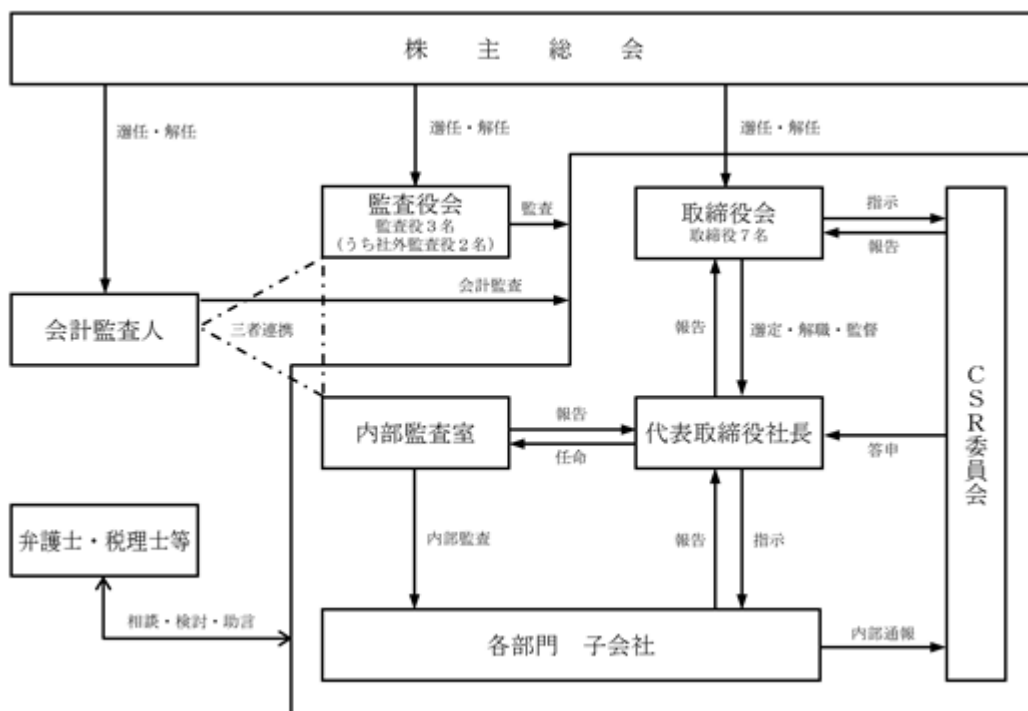 株 主 総 会
選任・解任
選任・解任
選任・解任
監査役会
監査役3名
(うち社外監査役2名)
監査
取締役会
取締役7名
指示
報告
会計監査人
会計監査
三者連携
報告
選定・解職・監督
内部監査室
報告
任命
代表取締役社長
答申
CSR委員会
弁護士・税理士等
内部監査
報告
指示
相談・検討・助言
各部門 子会社
内部通報